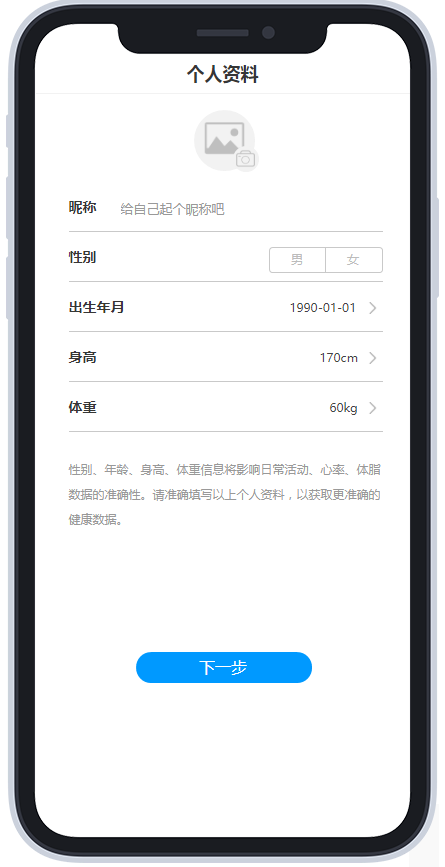 个人资料
昵称 给自己起个昵称吧
性别 男 女
出生年月 1990-01-01
身高 170cm
体重 60kg
性别、年龄、身高、体重信息将影响日常活动、心率、体脂
数据的准确性。请准确填写以上个人资料，以获取更准确的
健康数据。
下一步